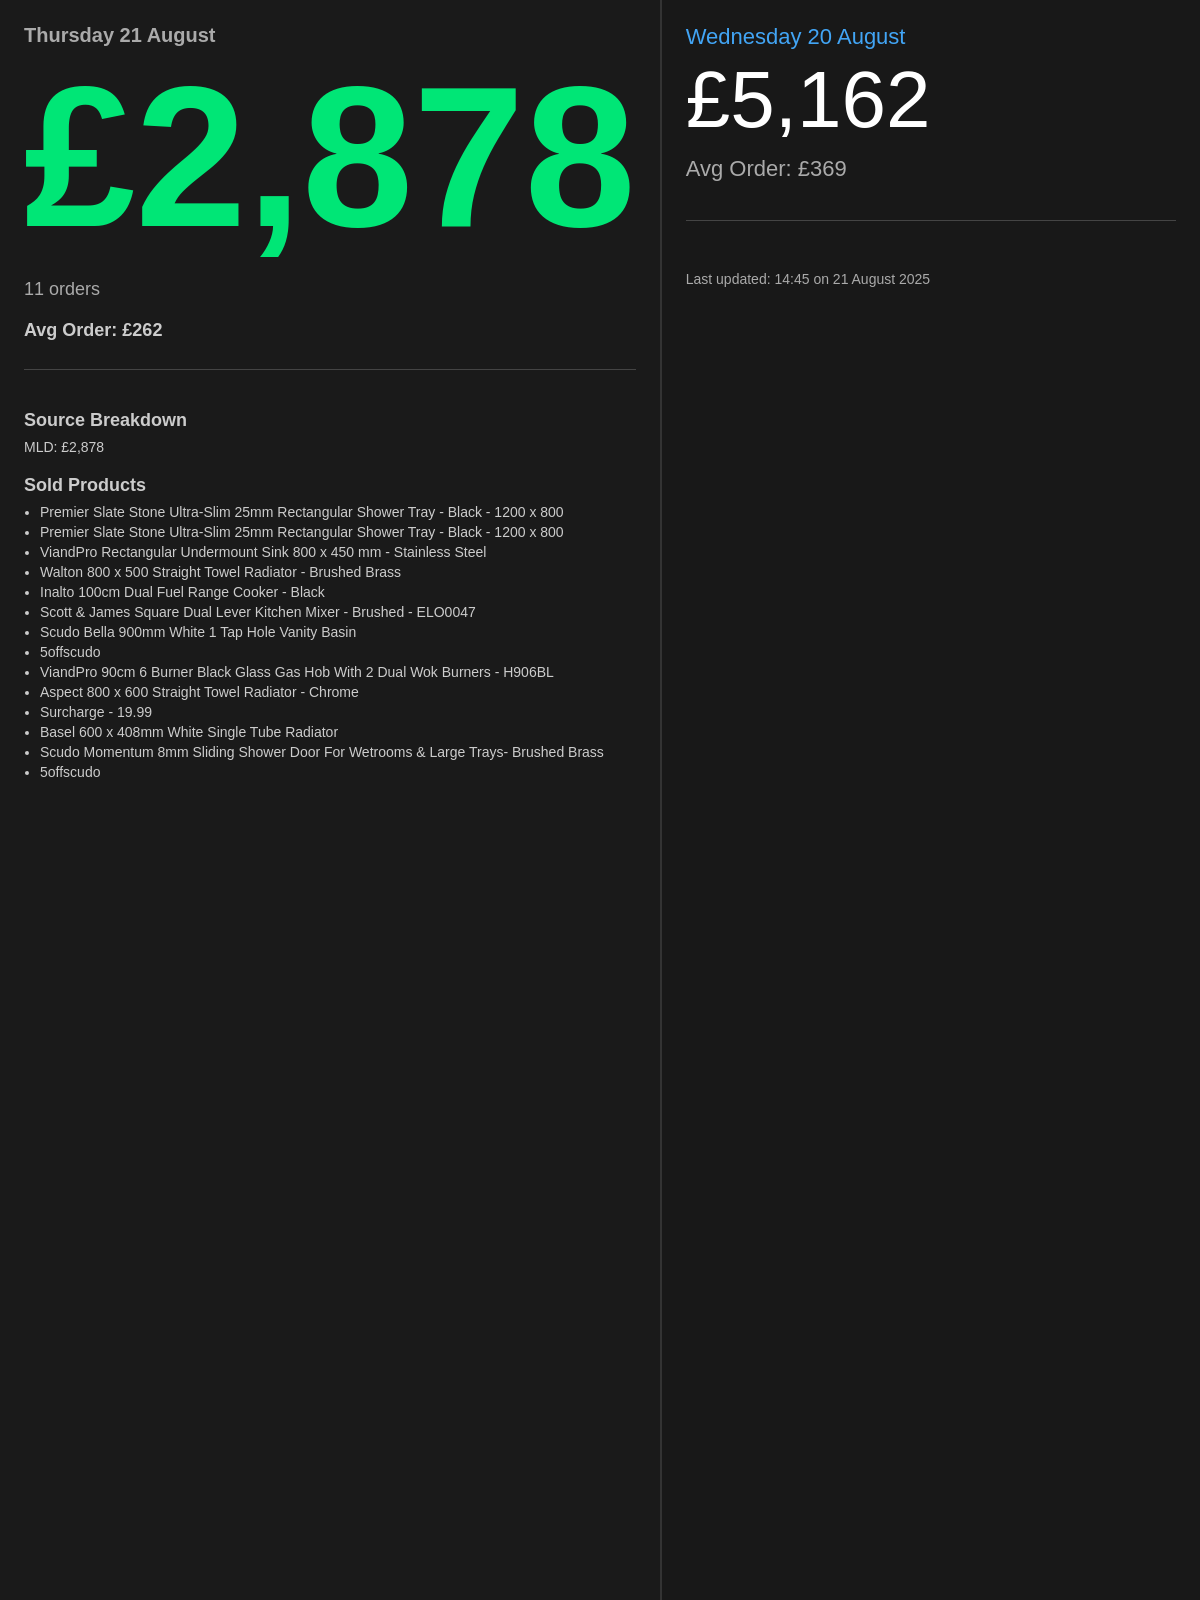 Thursday 21 August
£2,878
11 orders
Avg Order: £262
Source Breakdown
MLD: £2,878
Sold Products
• Premier Slate Stone Ultra-Slim 25mm Rectangular Shower Tray - Black - 1200 x 800
• Premier Slate Stone Ultra-Slim 25mm Rectangular Shower Tray - Black - 1200 x 800
• ViandPro Rectangular Undermount Sink 800 x 450 mm - Stainless Steel
• Walton 800 x 500 Straight Towel Radiator - Brushed Brass
• Inalto 100cm Dual Fuel Range Cooker - Black
• Scott & James Square Dual Lever Kitchen Mixer - Brushed - ELO0047
• Scudo Bella 900mm White 1 Tap Hole Vanity Basin
• 5offscudo
• ViandPro 90cm 6 Burner Black Glass Gas Hob With 2 Dual Wok Burners - H906BL
• Aspect 800 x 600 Straight Towel Radiator - Chrome
• Surcharge - 19.99
• Basel 600 x 408mm White Single Tube Radiator
• Scudo Momentum 8mm Sliding Shower Door For Wetrooms & Large Trays- Brushed Brass
• 5offscudo
Wednesday 20 August
£5,162
Avg Order: £369
Last updated: 14:45 on 21 August 2025